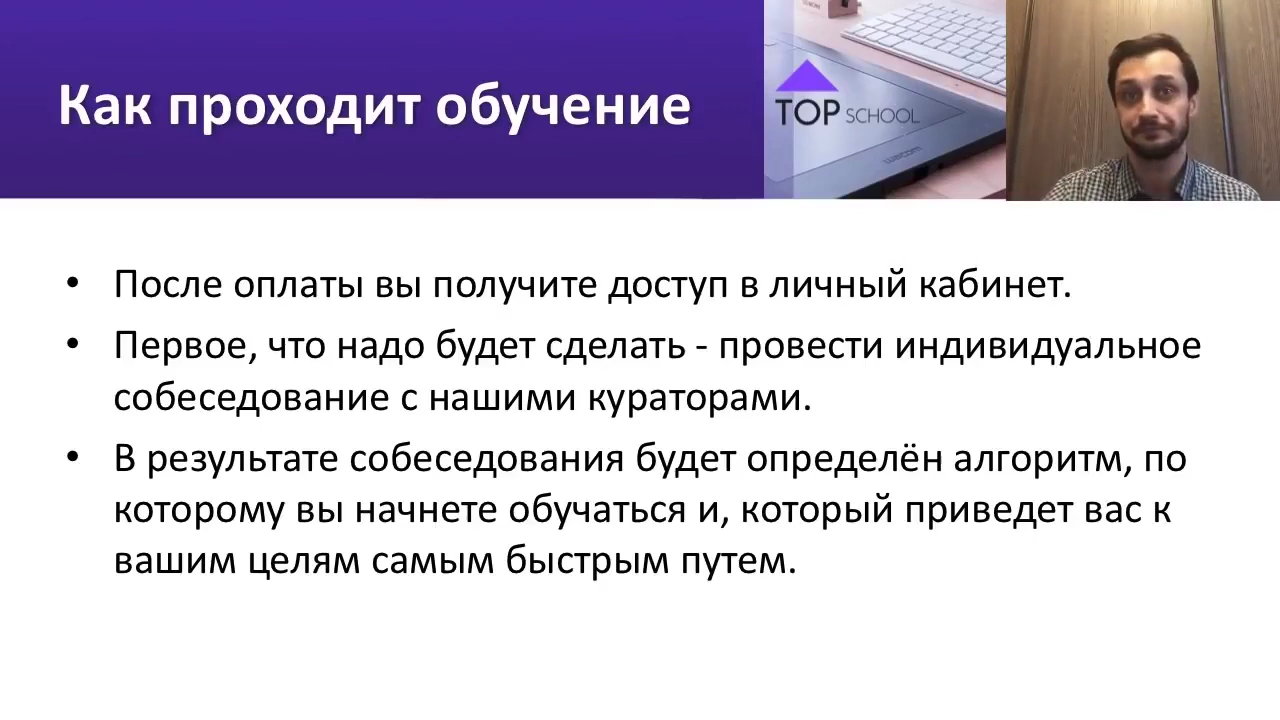 Как проходит обучение
TOP SCHOOL
wacom
• После оплаты вы получите доступ в личный кабинет.
• Первое, что надо будет сделать - провести индивидуальное
собеседование с нашими кураторами.
• В результате собеседования будет определён алгоритм, по
которому вы начнете обучаться и, который приведет вас к
вашим целям самым быстрым путем.